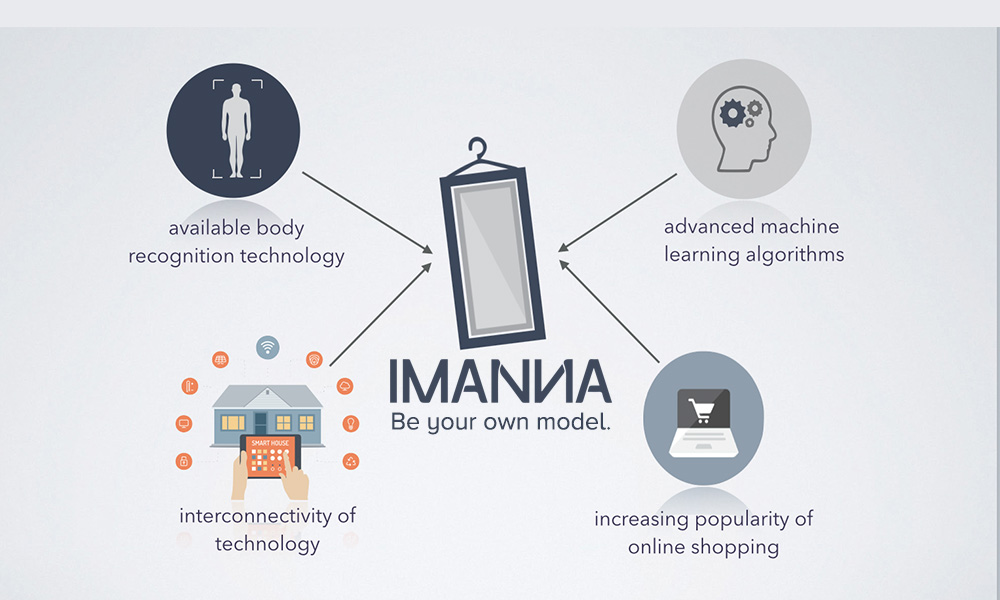 available body
recognition technology
advanced machine
learning algorithms
IMANИA
Be your own model.
SMART HOUSE
interconnectivity of
technology
increasing popularity of
online shopping